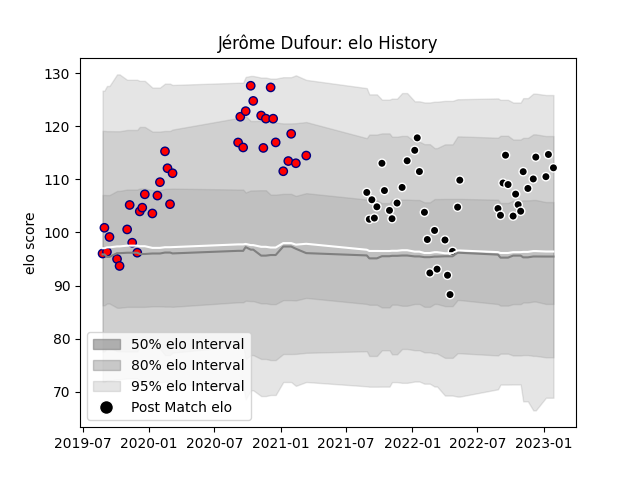 Jérôme Dufour: elo History
elo score
130
120
110
100
90
80
70
50% elo Interval
80% elo Interval
95% elo Interval
Post Match elo
2019-07 2020-01 2020-07 2021-01 2021-07 2022-01 2022-07 2023-01